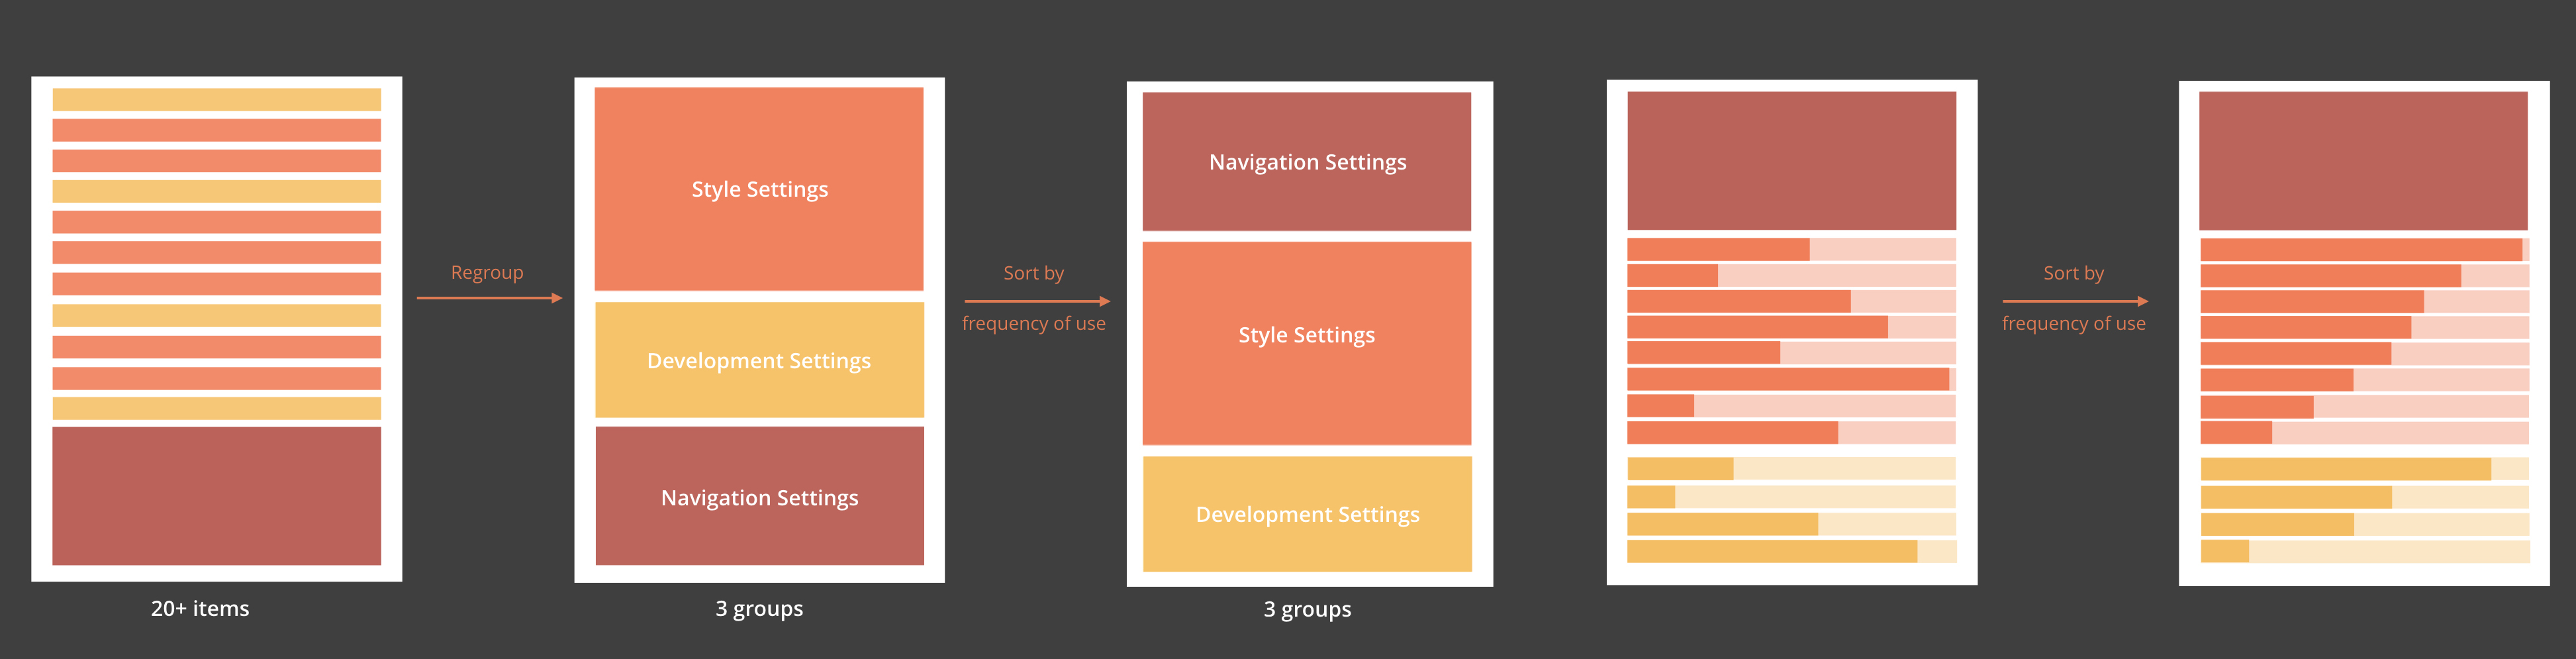 20+ items
Regroup
Style Settings
Development Settings
Navigation Settings
3 groups
Sort by
frequency of use
Navigation Settings
Style Settings
Development Settings
3 groups
Sort by
frequency of use